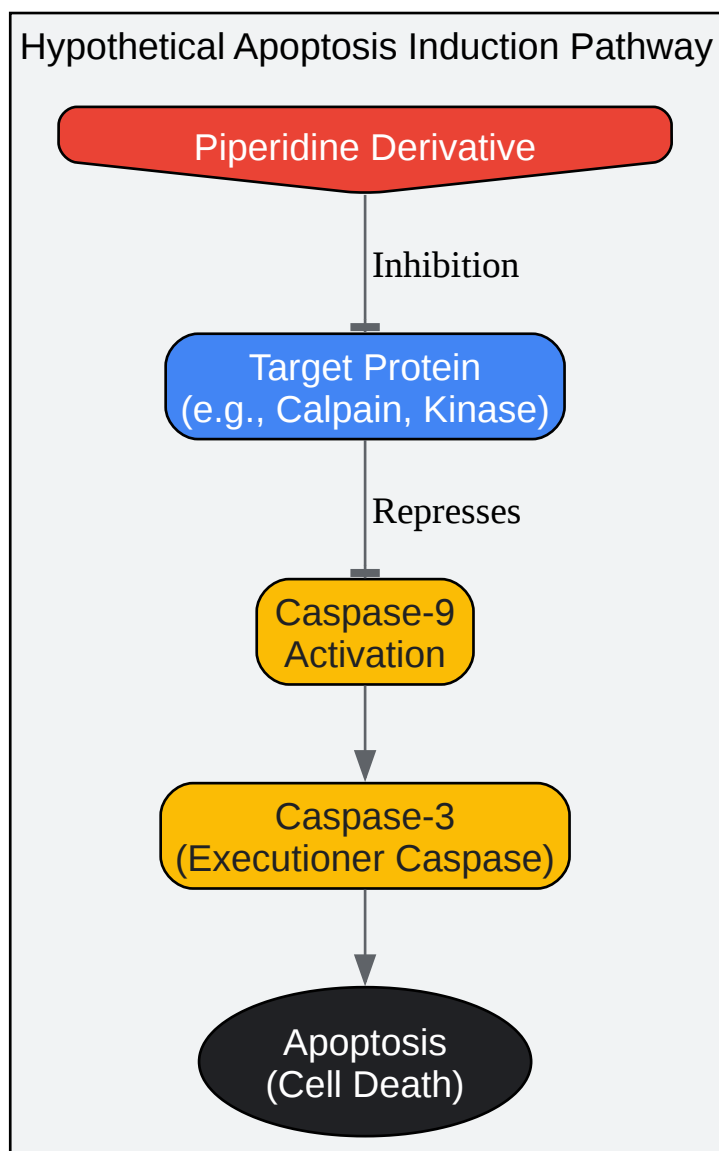 Hypothetical Apoptosis Induction Pathway
Piperidine Derivative
Inhibition
Target Protein
(e.g., Calpain, Kinase)
Represses
Caspase-9
Activation
Caspase-3
(Executioner Caspase)
Apoptosis
(Cell Death)